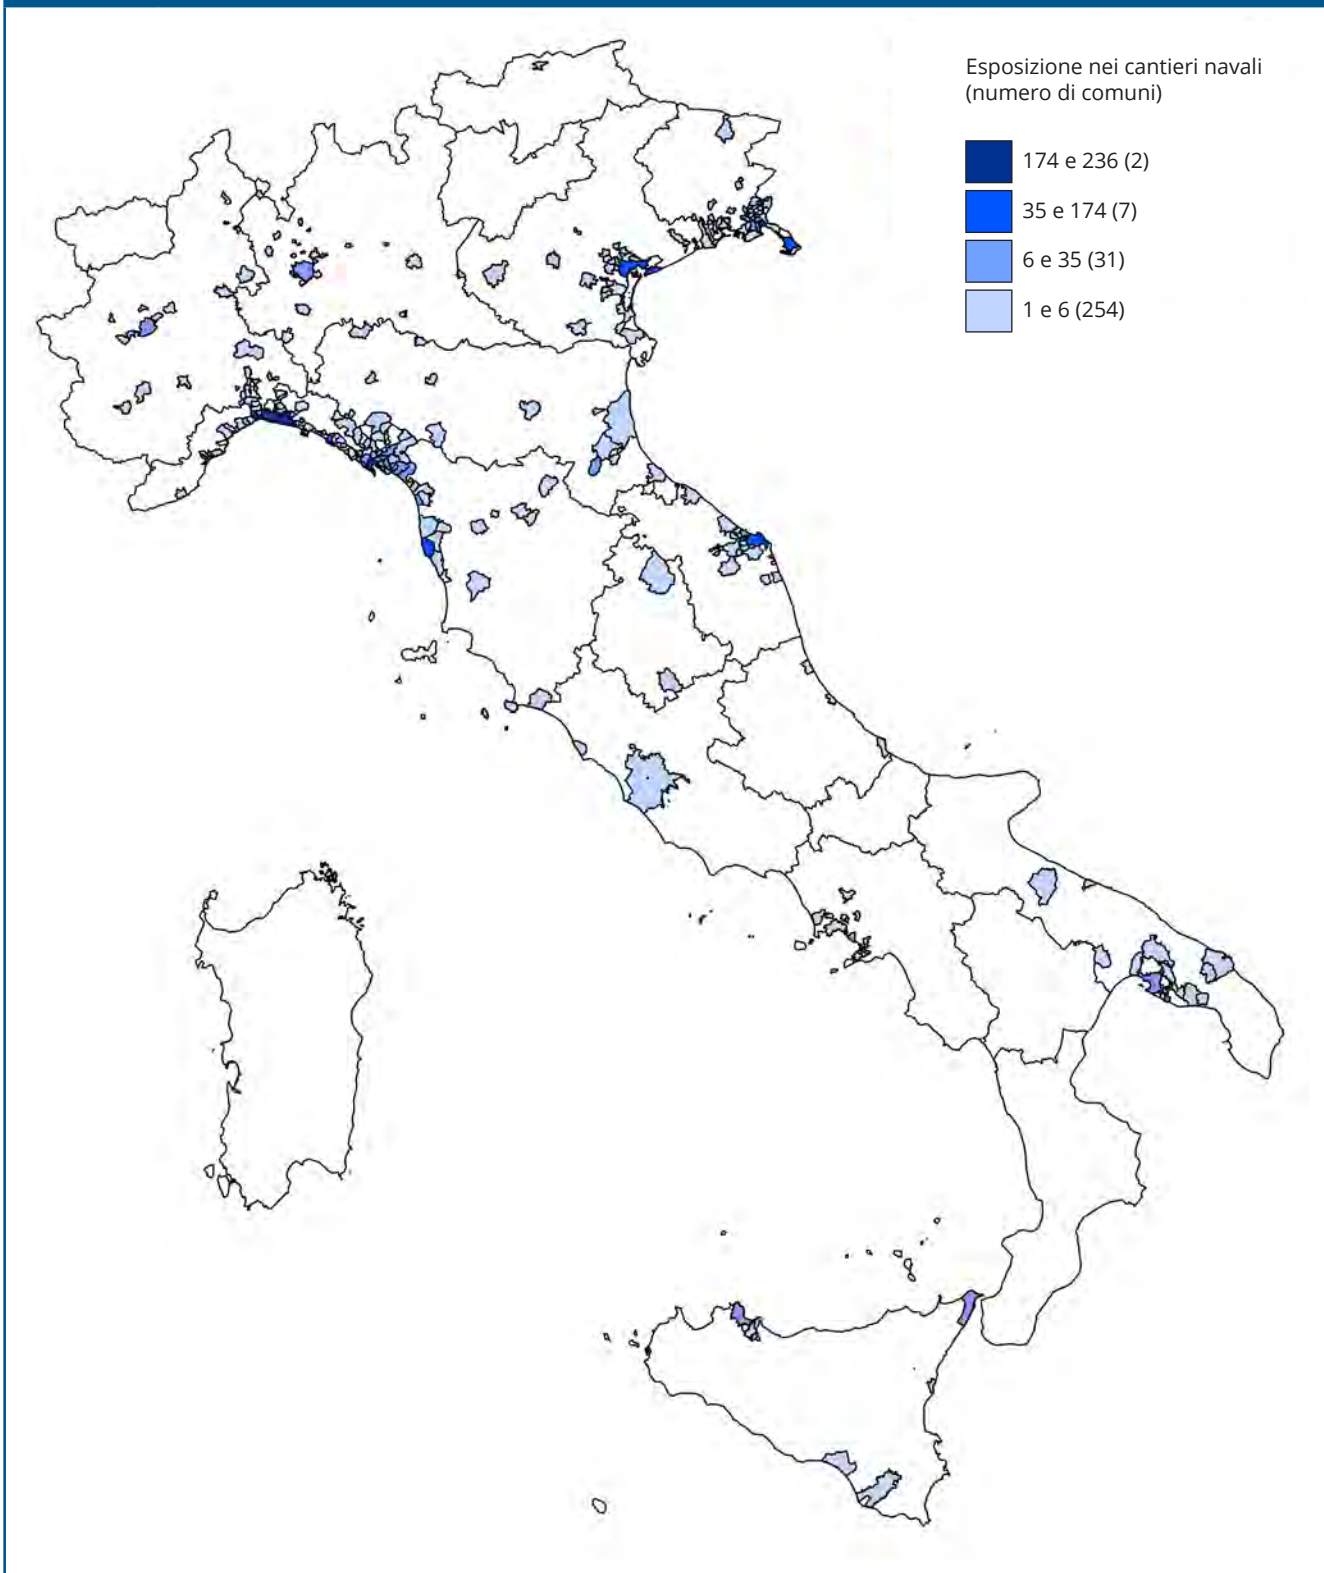 Esposizione nei cantieri navali
(numero di comuni)
174 e 236 (2)
35 e 174 (7)
6 e 35 (31)
1 e 6 (254)